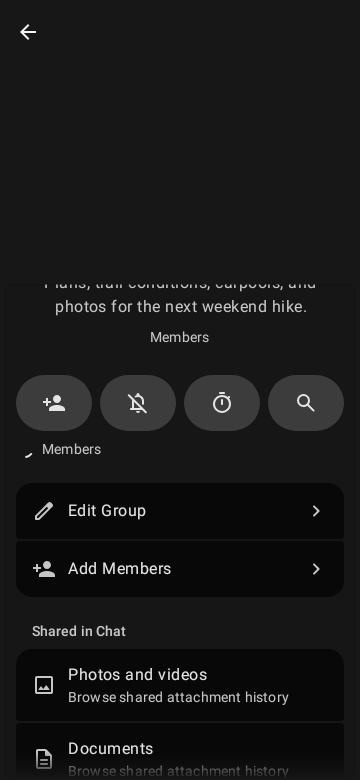 Plans, trail conditions, carpools, and
photos for the next weekend hike.
Members
Members
Edit Group
Add Members
Shared in Chat
Photos and videos
Browse shared attachment history
Documents
Browse shared attachment history